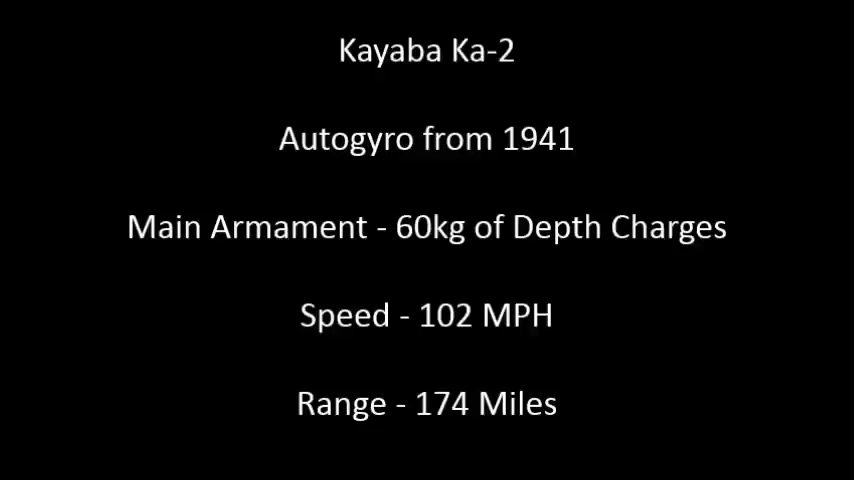 Kayaba Ka-2
Autogyro from 1941
Main Armament - 60kg of Depth Charges
Speed - 102 MPH
Range - 174 Miles